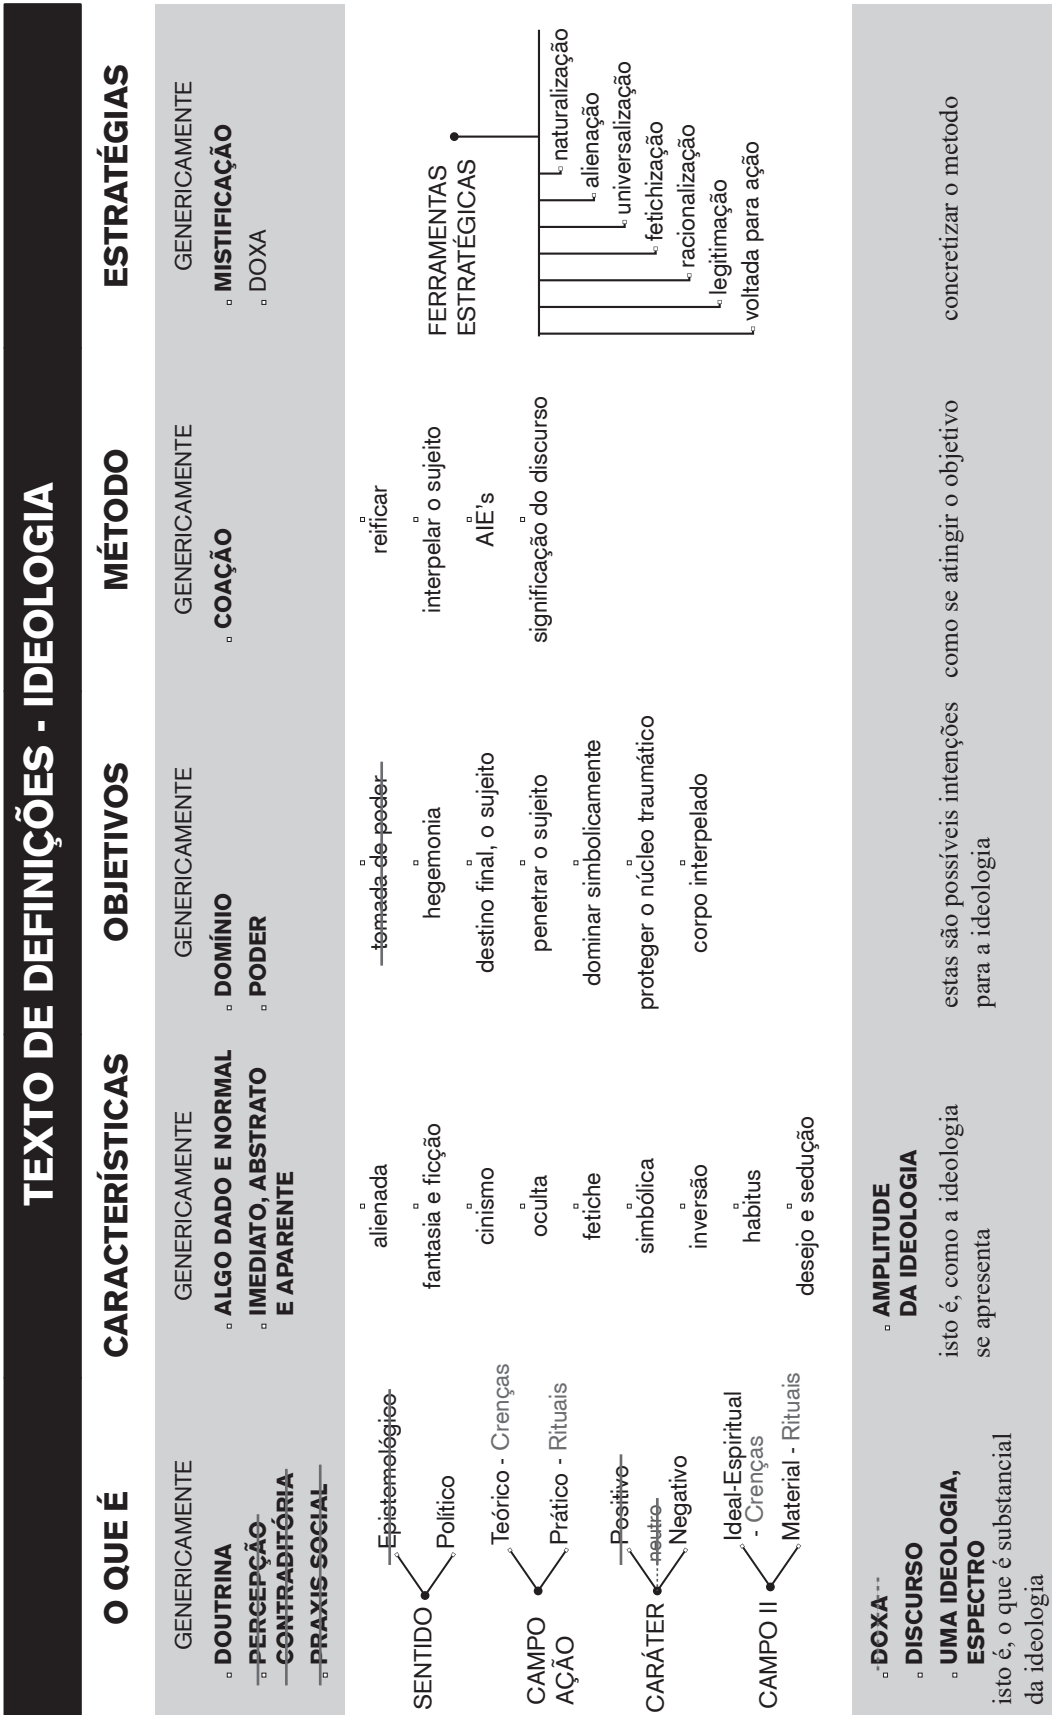 TEXTO DE DEFINIÇÕES - IDEOLOGIA
O QUE É
GENERICAMENTE
DOUTRINA
PERCEPÇÃO
CONTRADITÓRIA
PRAXIS SOCIAL
SENTIDO
Epistemológico
Político
CAMPO
AÇÃO
Teórico - Crenças
Prático - Rituais
CARÁTER
Positivo
neutro
Negativo
CAMPO II
Ideal-Espiritual
- Crenças
Material - Rituais
DOXA
DISCURSO
UMA IDEOLOGIA,
ESPECTRO
isto é, o que é substancial
da ideologia
CARACTERÍSTICAS
GENERICAMENTE
ALGO DADO E NORMAL
IMEDIATO, ABSTRATO
E APARENTE
alienada
fantasia e ficção
cinismo
oculta
fetiche
simbólica
inversão
habitus
desejo e sedução
AMPLITUDE
DA IDEOLOGIA
isto é, como a ideologia
se apresenta
OBJETIVOS
GENERICAMENTE
DOMÍNIO
PODER
tomada de poder
hegemonia
destino final, o sujeito
penetrar o sujeito
dominar simbolicamente
proteger o núcleo traumático
corpo interpelado
estas são possíveis intenções
para a ideologia
MÉTODO
GENERICAMENTE
COAÇÃO
reificar
interpelar o sujeito
AIE's
significação do discurso
como se atingir o objetivo
ESTRATÉGIAS
GENERICAMENTE
MISTIFICAÇÃO
DOXA
FERRAMENTAS
ESTRATÉGICAS
naturalização
alienação
universalização
fetichização
racionalização
legitimação
voltada para ação
concretizar o metodo